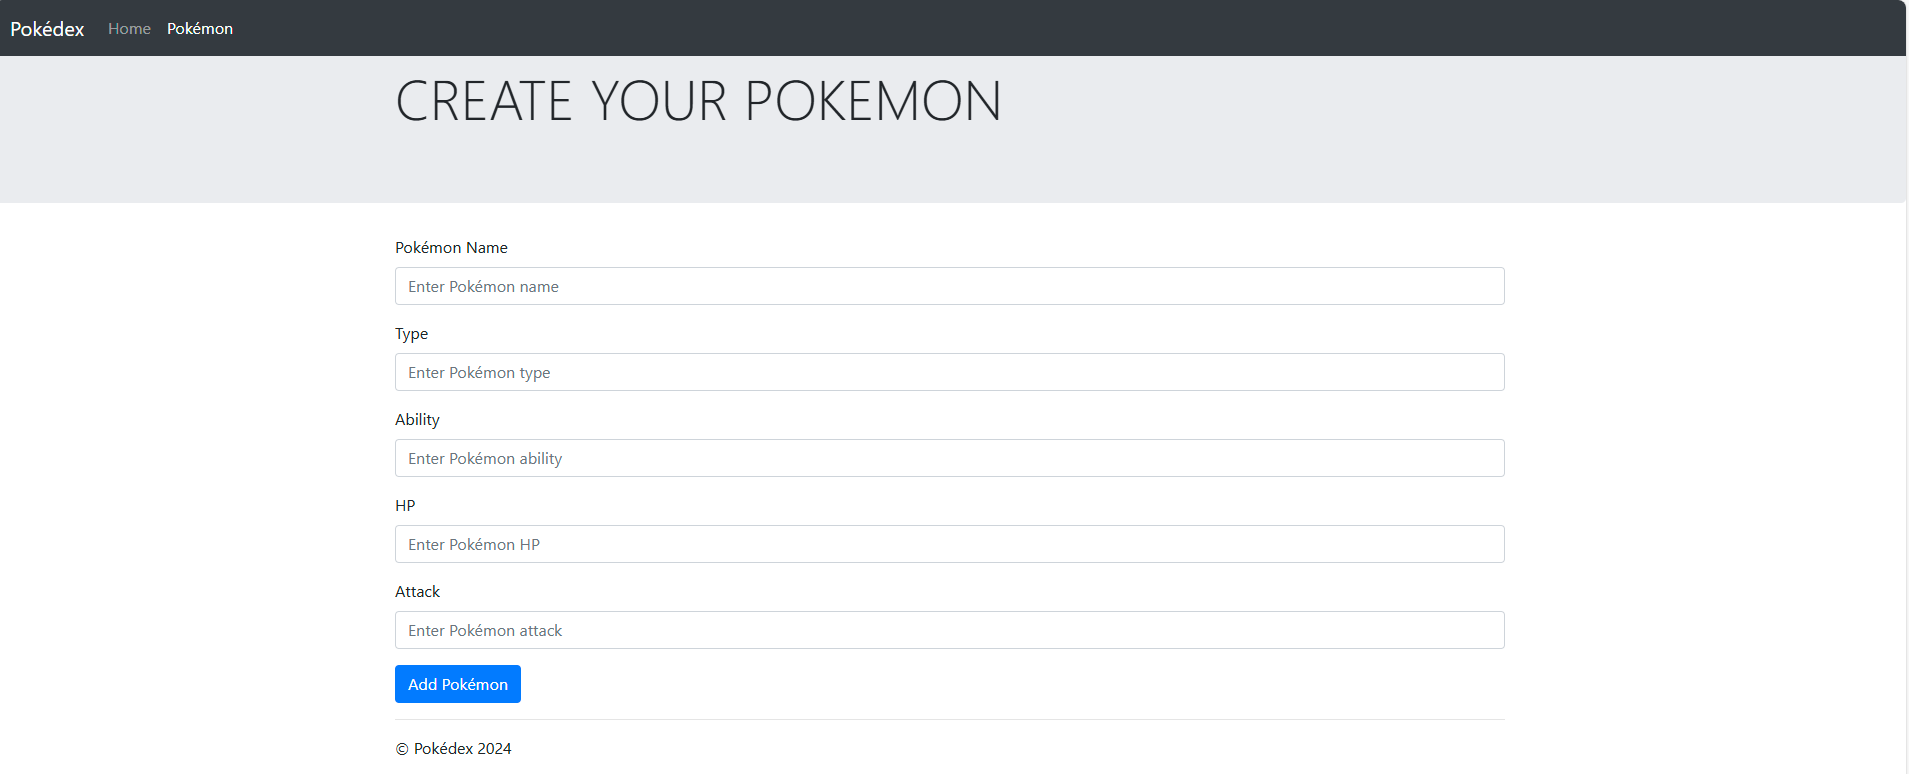 Pokédex Home Pokémon
CREATE YOUR POKEMON
Pokémon Name
Enter Pokémon name
Type
Enter Pokémon type
Ability
Enter Pokémon ability
HP
Enter Pokémon HP
Attack
Enter Pokémon attack
Add Pokémon
© Pokédex 2024